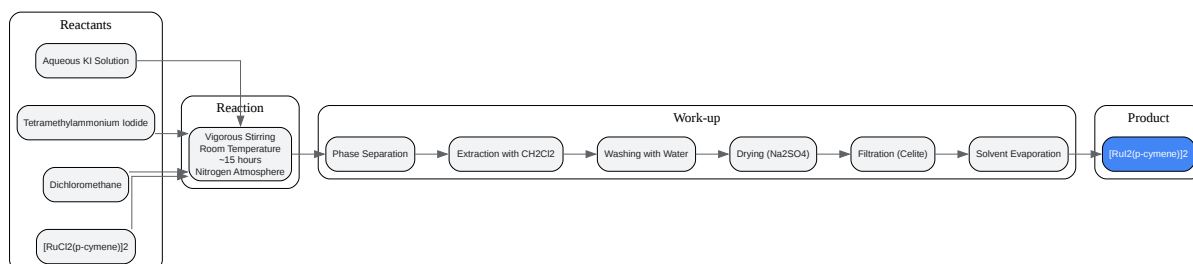 Reactants
Aqueous KI Solution
Tetramethylammonium Iodide
Dichloromethane
[RuCl2(p-cymene)]2
Reaction
Vigorous Stirring
Room Temperature
~15 hours
Nitrogen Atmosphere
Work-up
Phase Separation
Extraction with CH2Cl2
Washing with Water
Drying (Na2SO4)
Filtration (Celite)
Solvent Evaporation
Product
[RuI2(p-cymene)]2